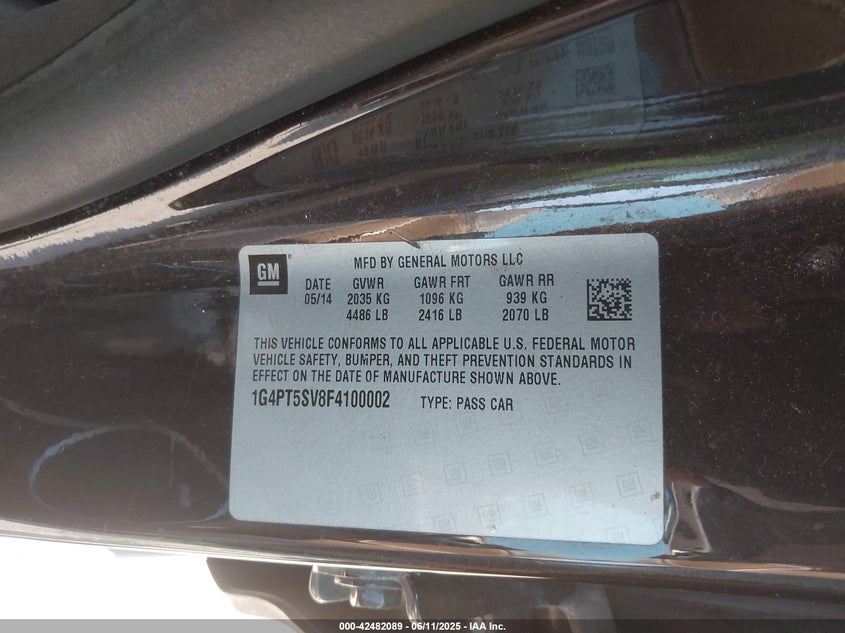 GM
MFD BY GENERAL MOTORS LLC
DATE GVWR GAWR FRT GAWR RR
05/14 2035 KG 1096 KG 939 KG
4486 LB 2416 LB 2070 LB
THIS VEHICLE CONFORMS TO ALL APPLICABLE U.S. FEDERAL MOTOR
VEHICLE SAFETY, BUMPER, AND THEFT PREVENTION STANDARDS IN
EFFECT ON THE DATE OF MANUFACTURE SHOWN ABOVE.
1G4PT5SV8F4100002 TYPE: PASS CAR
000-42482089 - 06/11/2025 - IAA Inc.